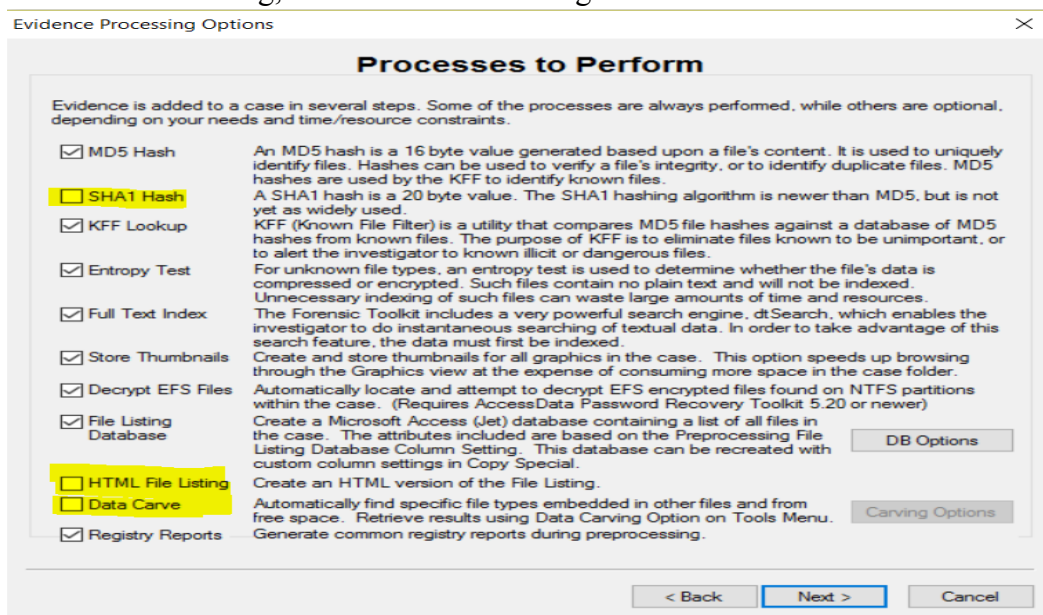 Evidence Processing Options
Processes to Perform
Evidence is added to a case in several steps. Some of the processes are always performed, while others are optional,
depending on your needs and time/resource constraints.
MD5 Hash
An MD5 hash is a 16 byte value generated based upon a file's content. It is used to uniquely
identify files. Hashes can be used to verify a file's integrity, or to identify duplicate files. MD5
hashes are used by the KFF to identify known files.
SHA1 Hash
A SHA1 hash is a 20 byte value. The SHA1 hashing algorithm is newer than MD5, but is not
yet as widely used.
KFF Lookup
KFF (Known File Filter) is a utility that compares MD5 file hashes against a database of MD5
hashes from known files. The purpose of KFF is to eliminate files known to be unimportant, or
to alert the investigator to known illicit or dangerous files.
Entropy Test
For unknown file types, an entropy test is used to determine whether the file's data is
compressed or encrypted. Such files contain no plain text and will not be indexed.
Unnecessary indexing of such files can waste large amounts of time and resources.
Full Text Index
The Forensic Toolkit includes a very powerful search engine, dtSearch, which enables the
investigator to do instantaneous searching of textual data. In order to take advantage of this
search feature, the data must first be indexed.
Store Thumbnails
Create and store thumbnails for all graphics in the case. This option speeds up browsing
through the Graphics view at the expense of consuming more space in the case folder.
Decrypt EFS Files
Automatically locate and attempt to decrypt EFS encrypted files found on NTFS partitions
within the case. (Requires AccessData Password Recovery Toolkit 5.20 or newer)
File Listing
Database
Create a Microsoft Access (Jet) database containing a list of all files in
the case. The attributes included are based on the Preprocessing File
Listing Database Column Setting. This database can be recreated with
custom column settings in Copy Special.
DB Options
HTML File Listing
Create an HTML version of the File Listing.
Data Carve
Automatically find specific file types embedded in other files and from
free space. Retrieve results using Data Carving Option on Tools Menu.
Carving Options
Registry Reports
Generate common registry reports during preprocessing.
< Back
Next >
Cancel